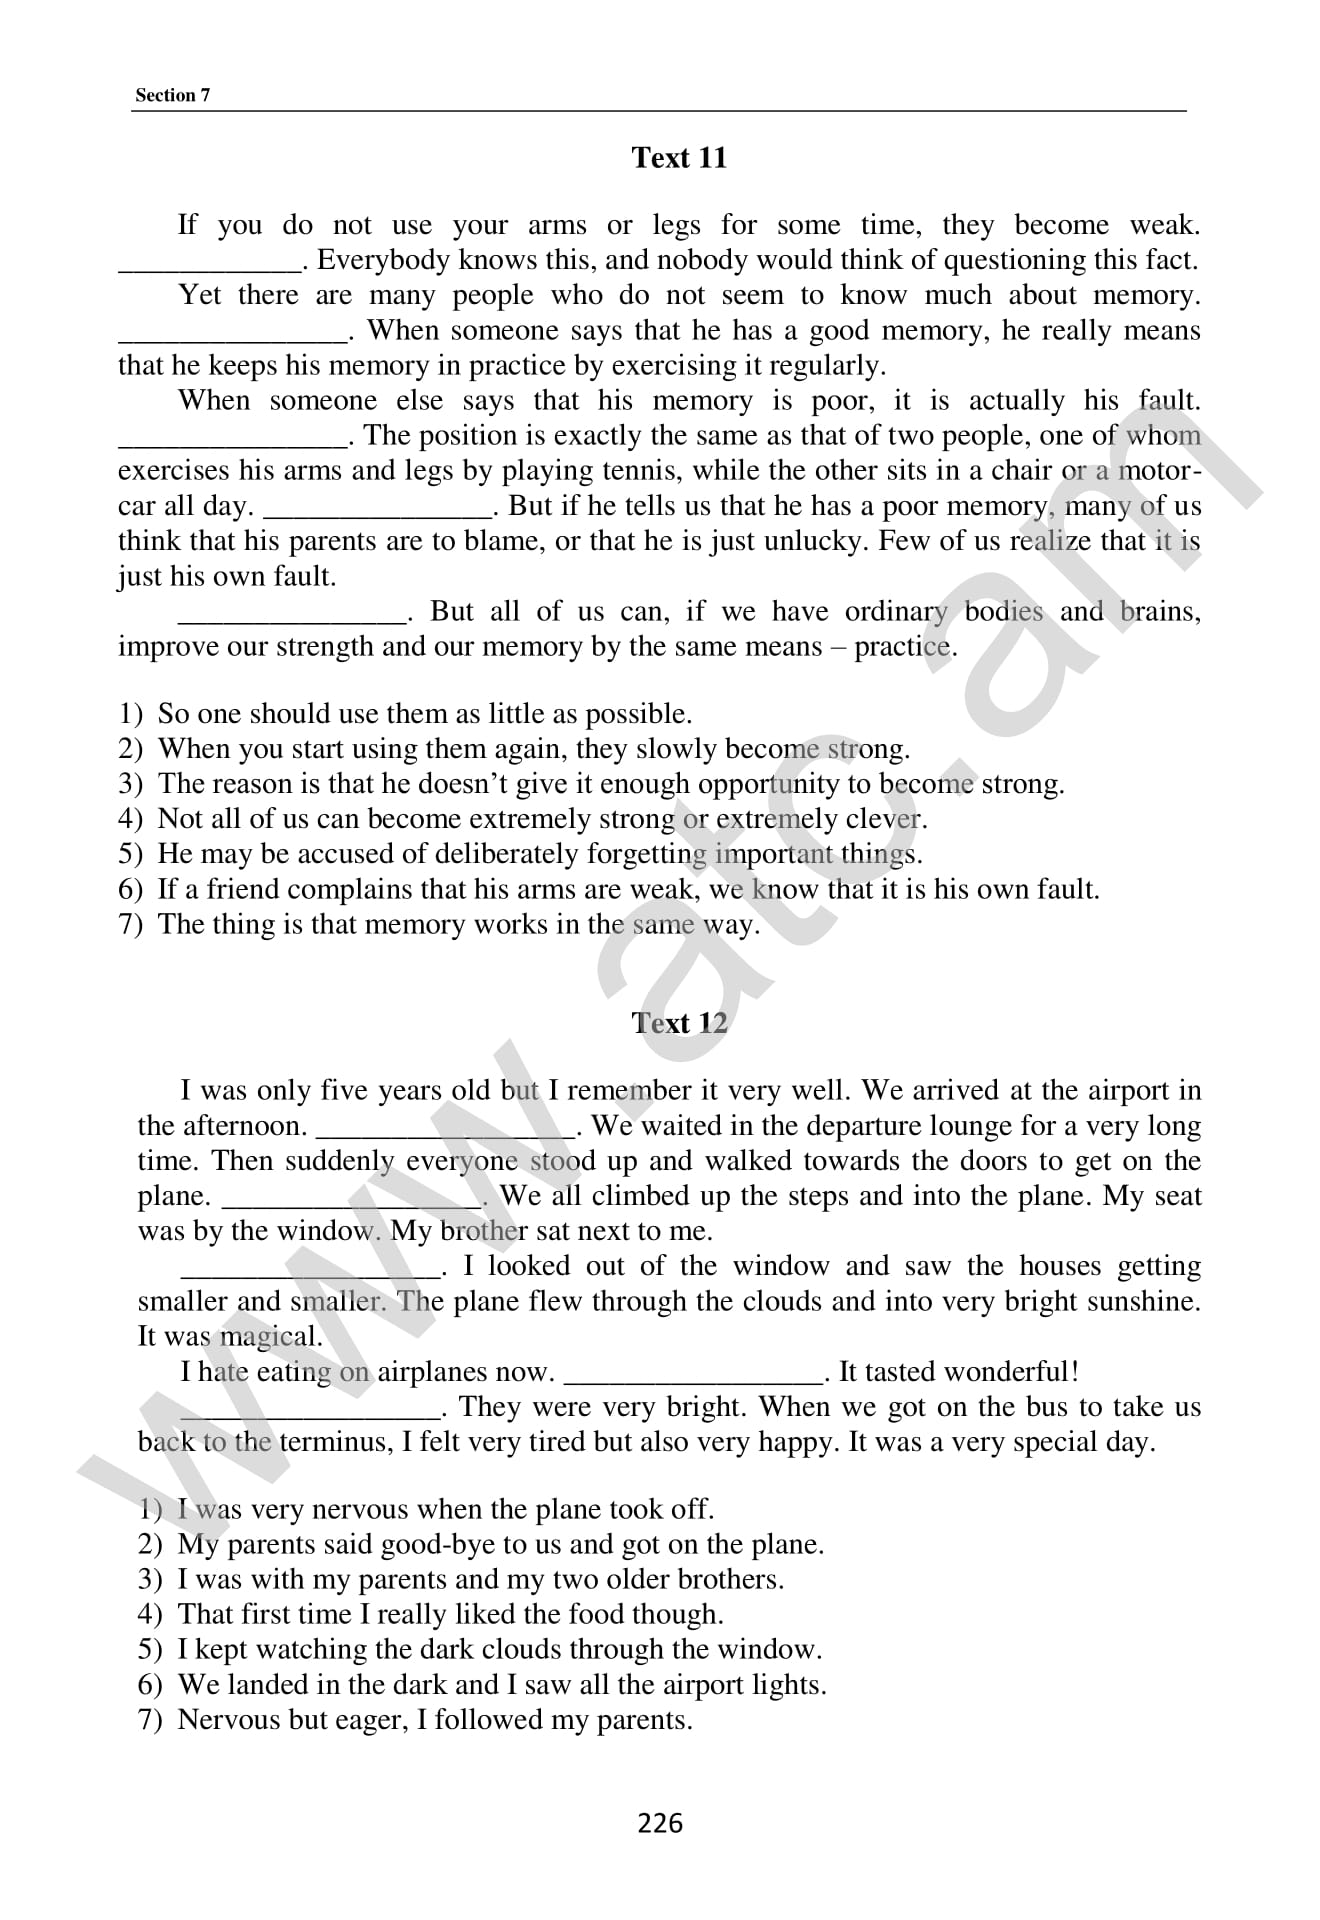 Section 7
Text 11
If you do not use your arms or legs for some time, they become weak.
____________. Everybody knows this, and nobody would think of questioning this fact.
Yet there are many people who do not seem to know much about memory.
_______________. When someone says that he has a good memory, he really means
that he keeps his memory in practice by exercising it regularly.
When someone else says that his memory is poor, it is actually his fault.
_______________. The position is exactly the same as that of two people, one of whom
exercises his arms and legs by playing tennis, while the other sits in a chair or a motor-
car all day. _______________. But if he tells us that he has a poor memory, many of us
think that his parents are to blame, or that he is just unlucky. Few of us realize that it is
just his own fault.
_______________. But all of us can, if we have ordinary bodies and brains,
improve our strength and our memory by the same means – practice.
1) So one should use them as little as possible.
2) When you start using them again, they slowly become strong.
3) The reason is that he doesn’t give it enough opportunity to become strong.
4) Not all of us can become extremely strong or extremely clever.
5) He may be accused of deliberately forgetting important things.
6) If a friend complains that his arms are weak, we know that it is his own fault.
7) The thing is that memory works in the same way.
Text 12
I was only five years old but I remember it very well. We arrived at the airport in
the afternoon. _________________. We waited in the departure lounge for a very long
time. Then suddenly everyone stood up and walked towards the doors to get on the
plane. _________________. We all climbed up the steps and into the plane. My seat
was by the window. My brother sat next to me.
_________________. I looked out of the window and saw the houses getting
smaller and smaller. The plane flew through the clouds and into very bright sunshine.
It was magical.
I hate eating on airplanes now. _________________. It tasted wonderful!
_________________. They were very bright. When we got on the bus to take us
back to the terminus, I felt very tired but also very happy. It was a very special day.
1) I was very nervous when the plane took off.
2) My parents said good-bye to us and got on the plane.
3) I was with my parents and my two older brothers.
4) That first time I really liked the food though.
5) I kept watching the dark clouds through the window.
6) We landed in the dark and I saw all the airport lights.
7) Nervous but eager, I followed my parents.
226
www.atc.am